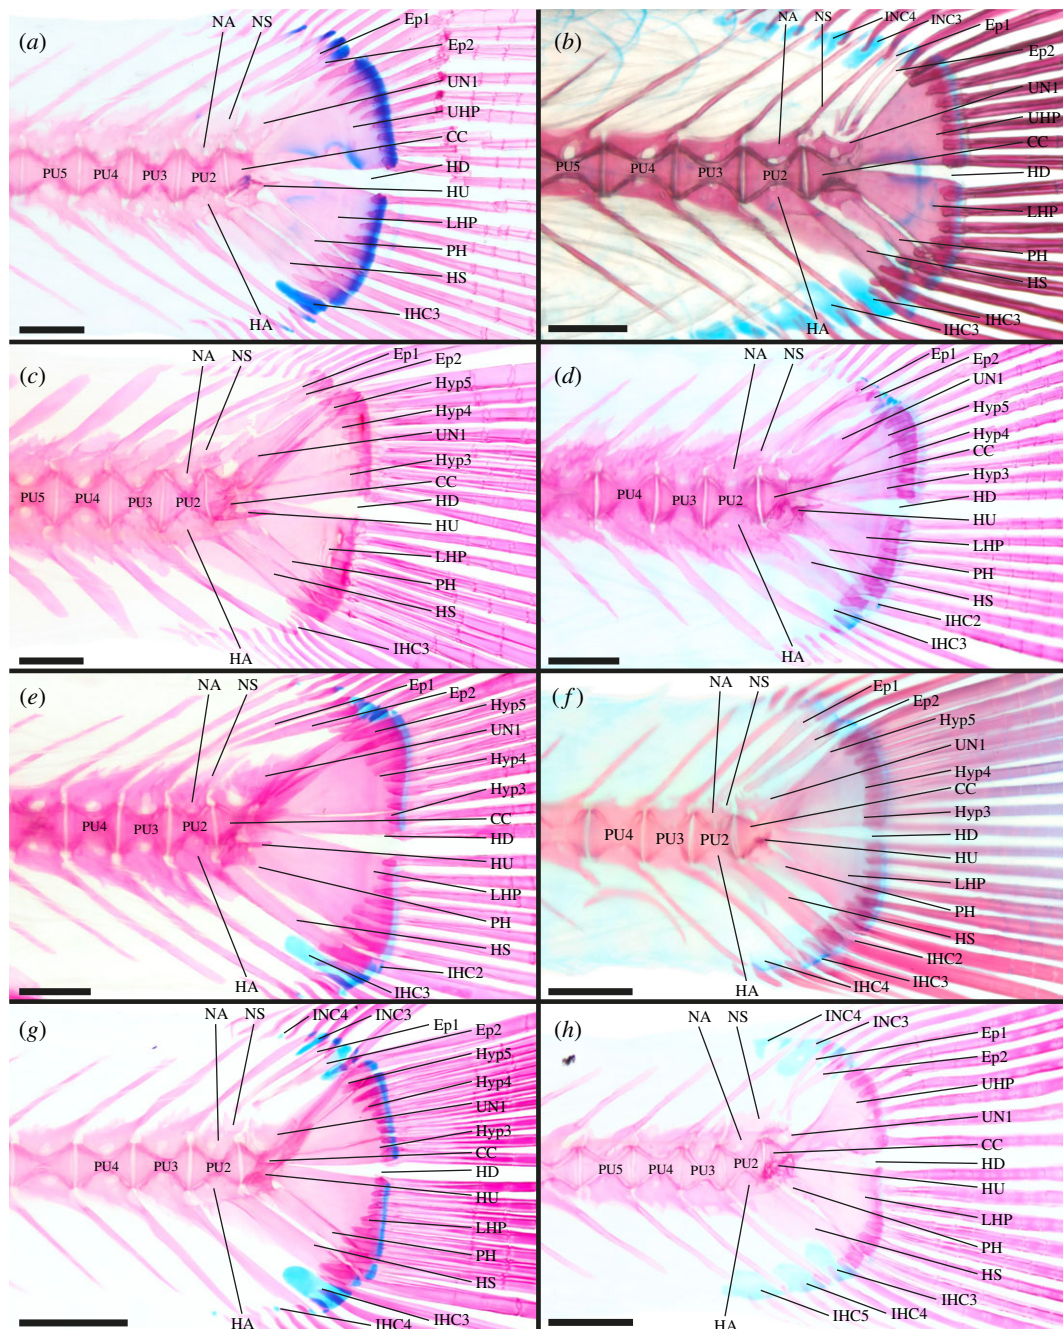 (a)
NA NS Ep1
Ep2
UN1
UHP
CC
PU5 PU4 PU3 PU2
HD
HU
LHP
PH
HS
IHC3
HA
(b)
NA NS INC4 INC3 Ep1
Ep2
UN1
UHP
CC
PU5 PU4 PU3 PU2
HD
LHP
PH
HS
IHC3
IHC3
HA
(c)
NA NS Ep1
Ep2
Hyp5
Hyp4
UN1
Hyp3
CC
PU5 PU4 PU3 PU2
HD
HU
LHP
PH
HS
IHC3
HA
(d)
NA NS Ep1
Ep2
UN1
Hyp5
Hyp4
CC
Hyp3
PU4 PU3 PU2
HD
HU
LHP
PH
HS
IHC2
IHC3
HA
(e)
NA NS Ep1
Ep2
Hyp5
UN1
Hyp4
Hyp3
CC
PU4 PU3 PU2
HD
HU
LHP
PH
HS
IHC2
IHC3
HA
(f)
NA NS Ep1
Ep2
Hyp5
UN1
Hyp4
CC
Hyp3
PU4 PU3 PU2
HD
HU
LHP
PH
HS
IHC2
IHC3
IHC4
HA
(g)
NA NS INC4 INC3
Ep1
Ep2
Hyp5
Hyp4
UN1
Hyp3
CC
PU4 PU3 PU2
HD
HU
LHP
PH
HS
IHC3
IHC4
HA
(h)
NA NS INC4 INC3
Ep1
Ep2
UHP
UN1
CC
PU5 PU4 PU3 PU2
HD
HU
LHP
PH
HS
IHC3
IHC4
IHC5
HA